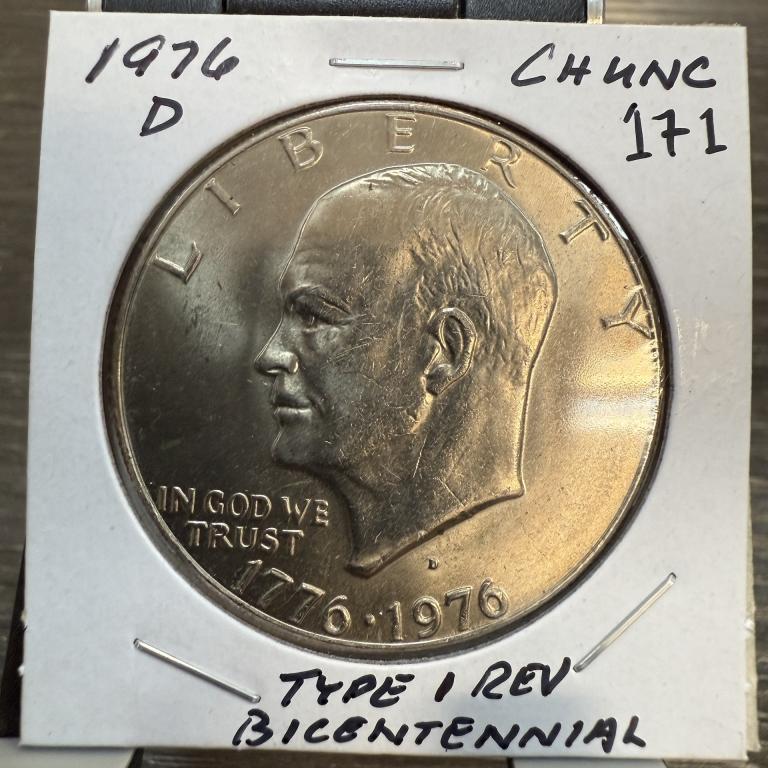 1976
D
CH UNC
171
LIBERTY
IN GOD WE
TRUST
D
1776 · 1976
TYPE 1 REV
BICENTENNIAL